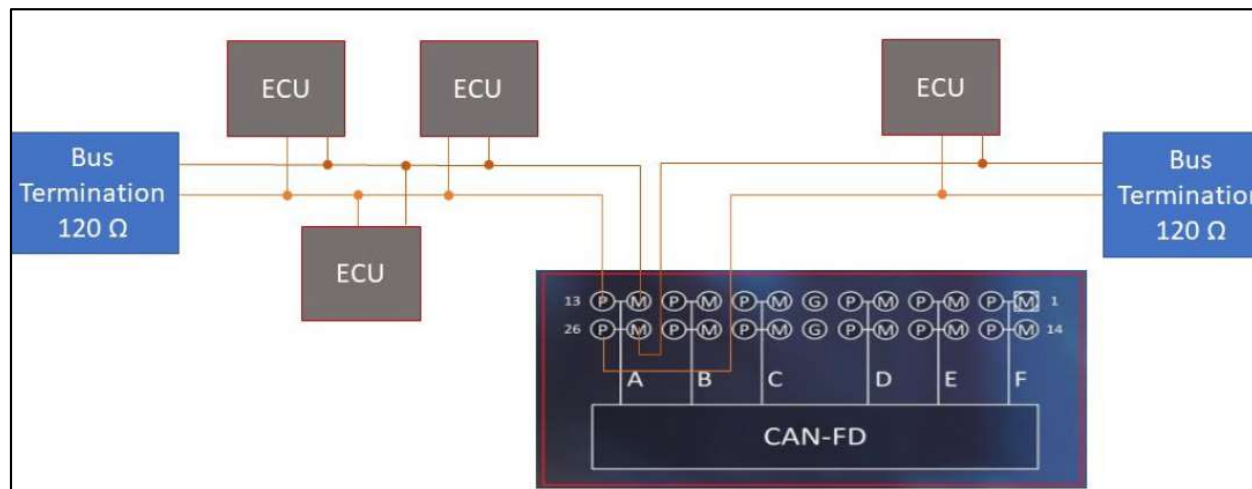 ECU
ECU
ECU
Bus
Termination
120 Ω
Bus
Termination
120 Ω
ECU
13 P M P M P M G P M P M P M 1
26 P M P M P M G P M P M P M 14
A B C D E F
CAN-FD